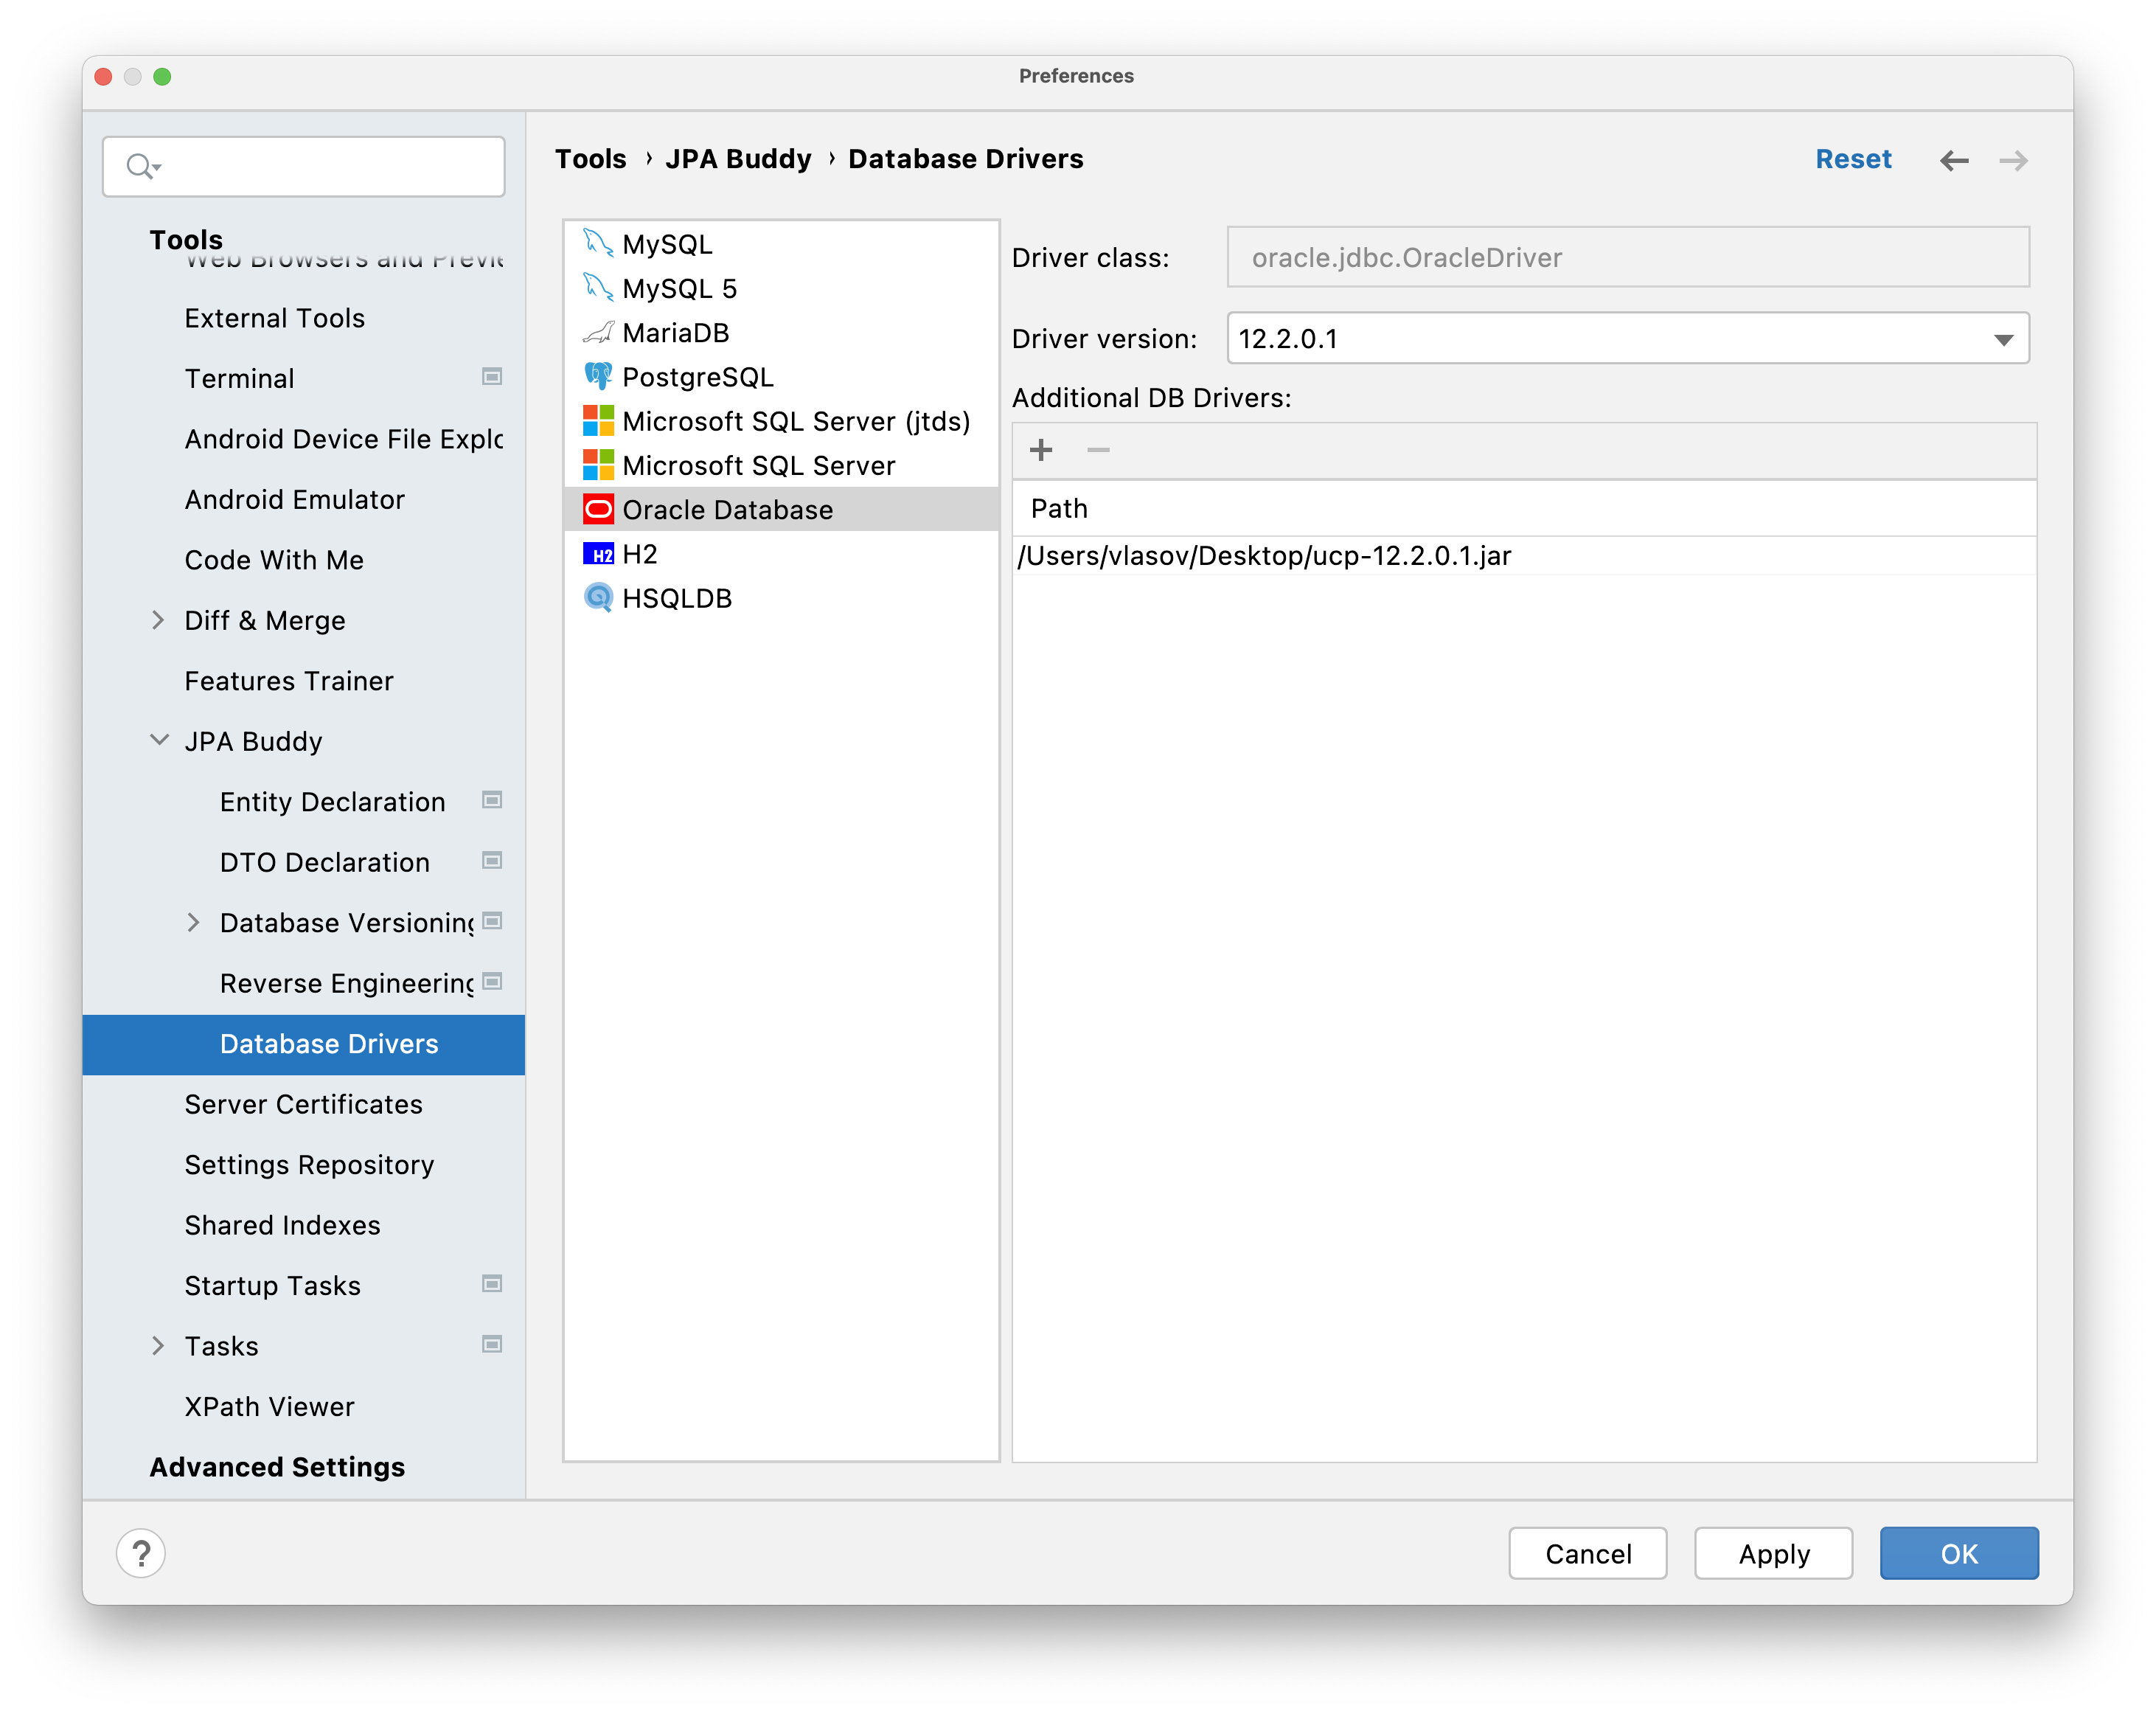 Preferences
Tools
Web Browsers and Previe
External Tools
Terminal
Android Device File Explo
Android Emulator
Code With Me
Diff & Merge
Features Trainer
JPA Buddy
Entity Declaration
DTO Declaration
Database Versioning
Reverse Engineering
Database Drivers
Server Certificates
Settings Repository
Shared Indexes
Startup Tasks
Tasks
XPath Viewer
Advanced Settings
Tools › JPA Buddy › Database Drivers
Reset
MySQL
MySQL 5
MariaDB
PostgreSQL
Microsoft SQL Server (jtds)
Microsoft SQL Server
Oracle Database
H2 H2
HSQLDB
Driver class: oracle.jdbc.OracleDriver
Driver version: 12.2.0.1
Additional DB Drivers:
Path
/Users/vlasov/Desktop/ucp-12.2.0.1.jar
?
Cancel
Apply
OK